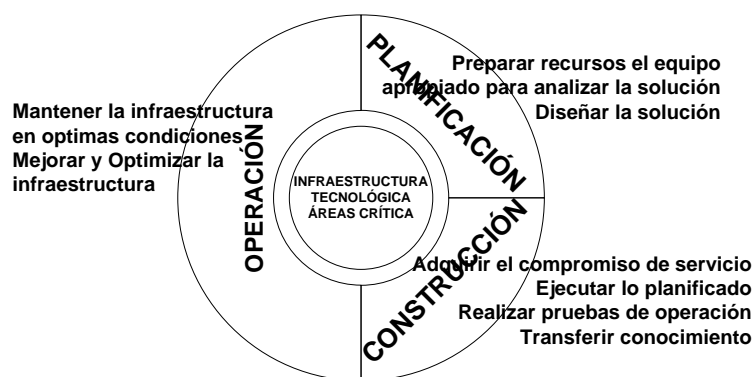 PLANIFICACIÓN
Preparar recursos el equipo
apropiado para analizar la solución
Diseñar la solución
Mantener la infraestructura
en optimas condiciones
Mejorar y Optimizar la
infraestructura
OPERACIÓN
INFRAESTRUCTURA
TECNOLÓGICA
ÁREAS CRÍTICA
CONSTRUCCIÓN
Adquirir el compromiso de servicio
Ejecutar lo planificado
Realizar pruebas de operación
Transferir conocimiento